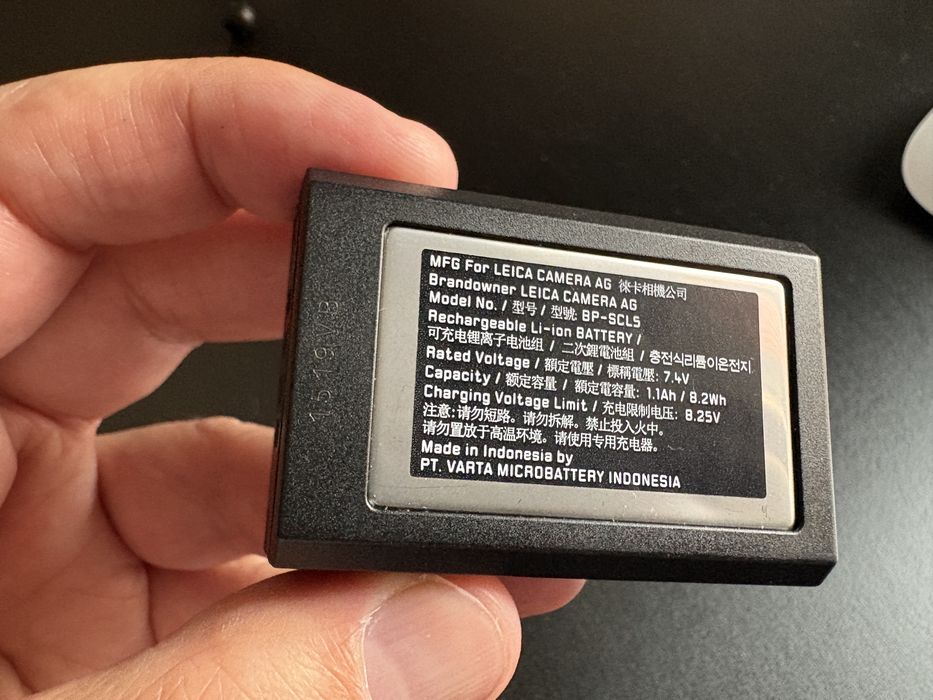 MFG For LEICA CAMERA AG 徠卡相機公司
Brandowner LEICA CAMERA AG
Model No. / 型号 / 型號: BP-SCL5
Rechargeable Li-ion BATTERY /
可充电锂离子电池组 / 二次鋰電池組 / 충전식리튬이온전지
Rated Voltage / 額定電壓 / 標稱電壓: 7.4V
Capacity / 额定容量 / 額定電容量: 1.1Ah / 8.2Wh
Charging Voltage Limit / 充电限制电压: 8.25V
注意:请勿短路。请勿拆解。禁止投入火中。
请勿置放于高温环境。请使用专用充电器。
Made in Indonesia by
PT. VARTA MICROBATTERY INDONESIA